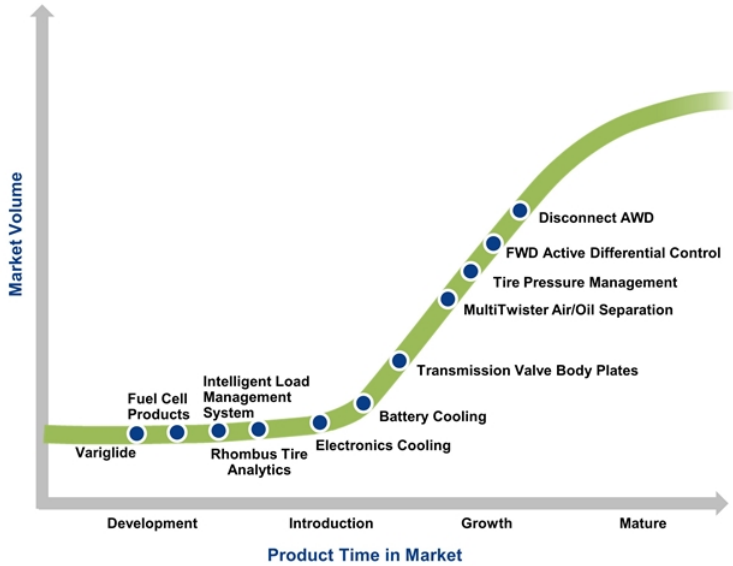 Market Volume
Disconnect AWD
FWD Active Differential Control
Tire Pressure Management
MultiTwister Air/Oil Separation
Transmission Valve Body Plates
Battery Cooling
Electronics Cooling
Intelligent Load
Management
System
Fuel Cell
Products
Variglide
Rhombus Tire
Analytics
Development
Introduction
Growth
Mature
Product Time in Market